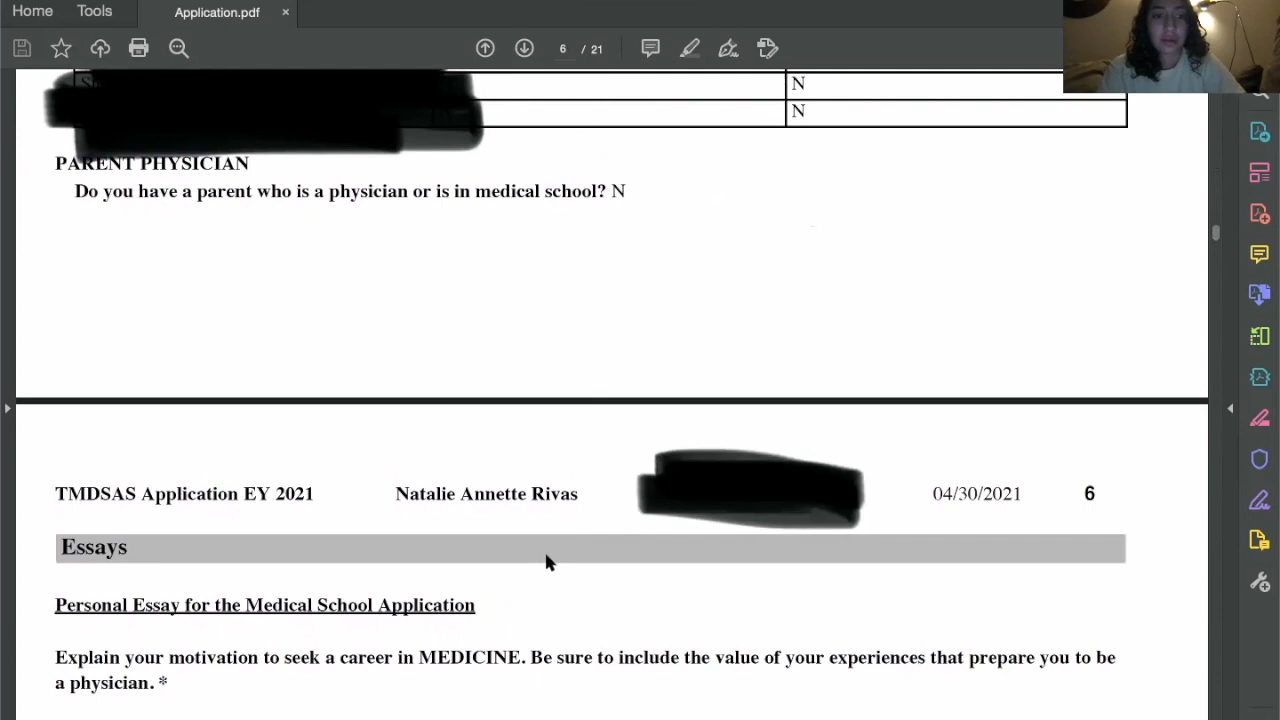 Home Tools Application.pdf ×
6 / 21
N
N
PARENT PHYSICIAN
Do you have a parent who is a physician or is in medical school? N
TMDSAS Application EY 2021 Natalie Annette Rivas 04/30/2021 6
Essays
Personal Essay for the Medical School Application
Explain your motivation to seek a career in MEDICINE. Be sure to include the value of your experiences that prepare you to be
a physician. *